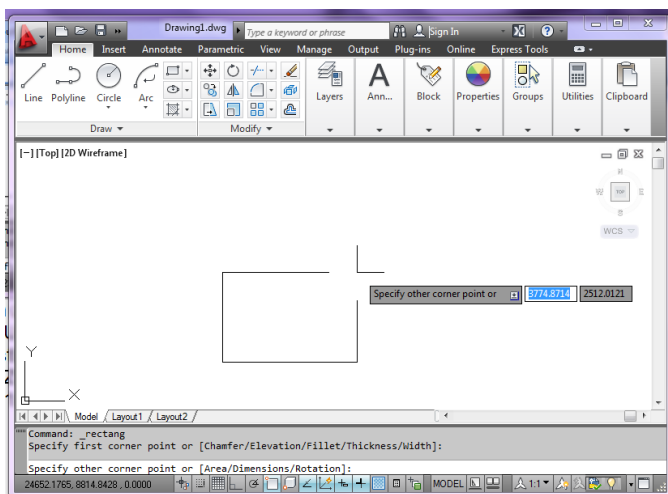 Drawing1.dwg Type a keyword or phrase Sign In
Home Insert Annotate Parametric View Manage Output Plug-ins Online Express Tools
Line Polyline Circle Arc Layers Ann... Block Properties Groups Utilities Clipboard
Draw Modify
[−] [Top] [2D Wireframe]
N
W TOP E
S
WCS
Specify other corner point or 3774.8714 2512.0121
Y
X
Model Layout1 Layout2
Command: _rectang
Specify first corner point or [Chamfer/Elevation/Fillet/Thickness/Width]:
Specify other corner point or [Area/Dimensions/Rotation]:
24652.1765, 8814.8428 , 0.0000 MODEL 1:1